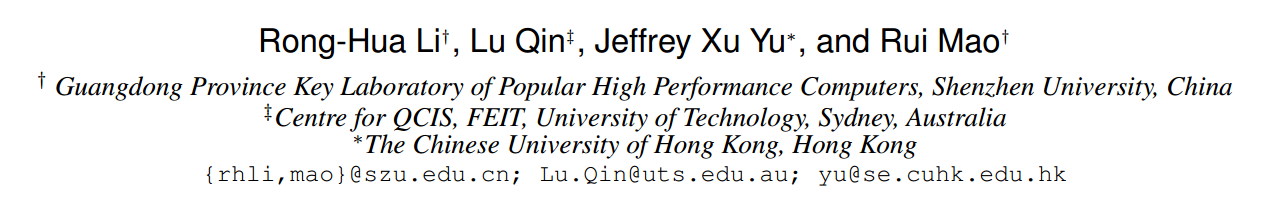 Rong-Hua Li†, Lu Qin‡, Jeffrey Xu Yu*, and Rui Mao†
† Guangdong Province Key Laboratory of Popular High Performance Computers, Shenzhen University, China
‡Centre for QCIS, FEIT, University of Technology, Sydney, Australia
*The Chinese University of Hong Kong, Hong Kong
{rhli,mao}@szu.edu.cn; Lu.Qin@uts.edu.au; yu@se.cuhk.edu.hk